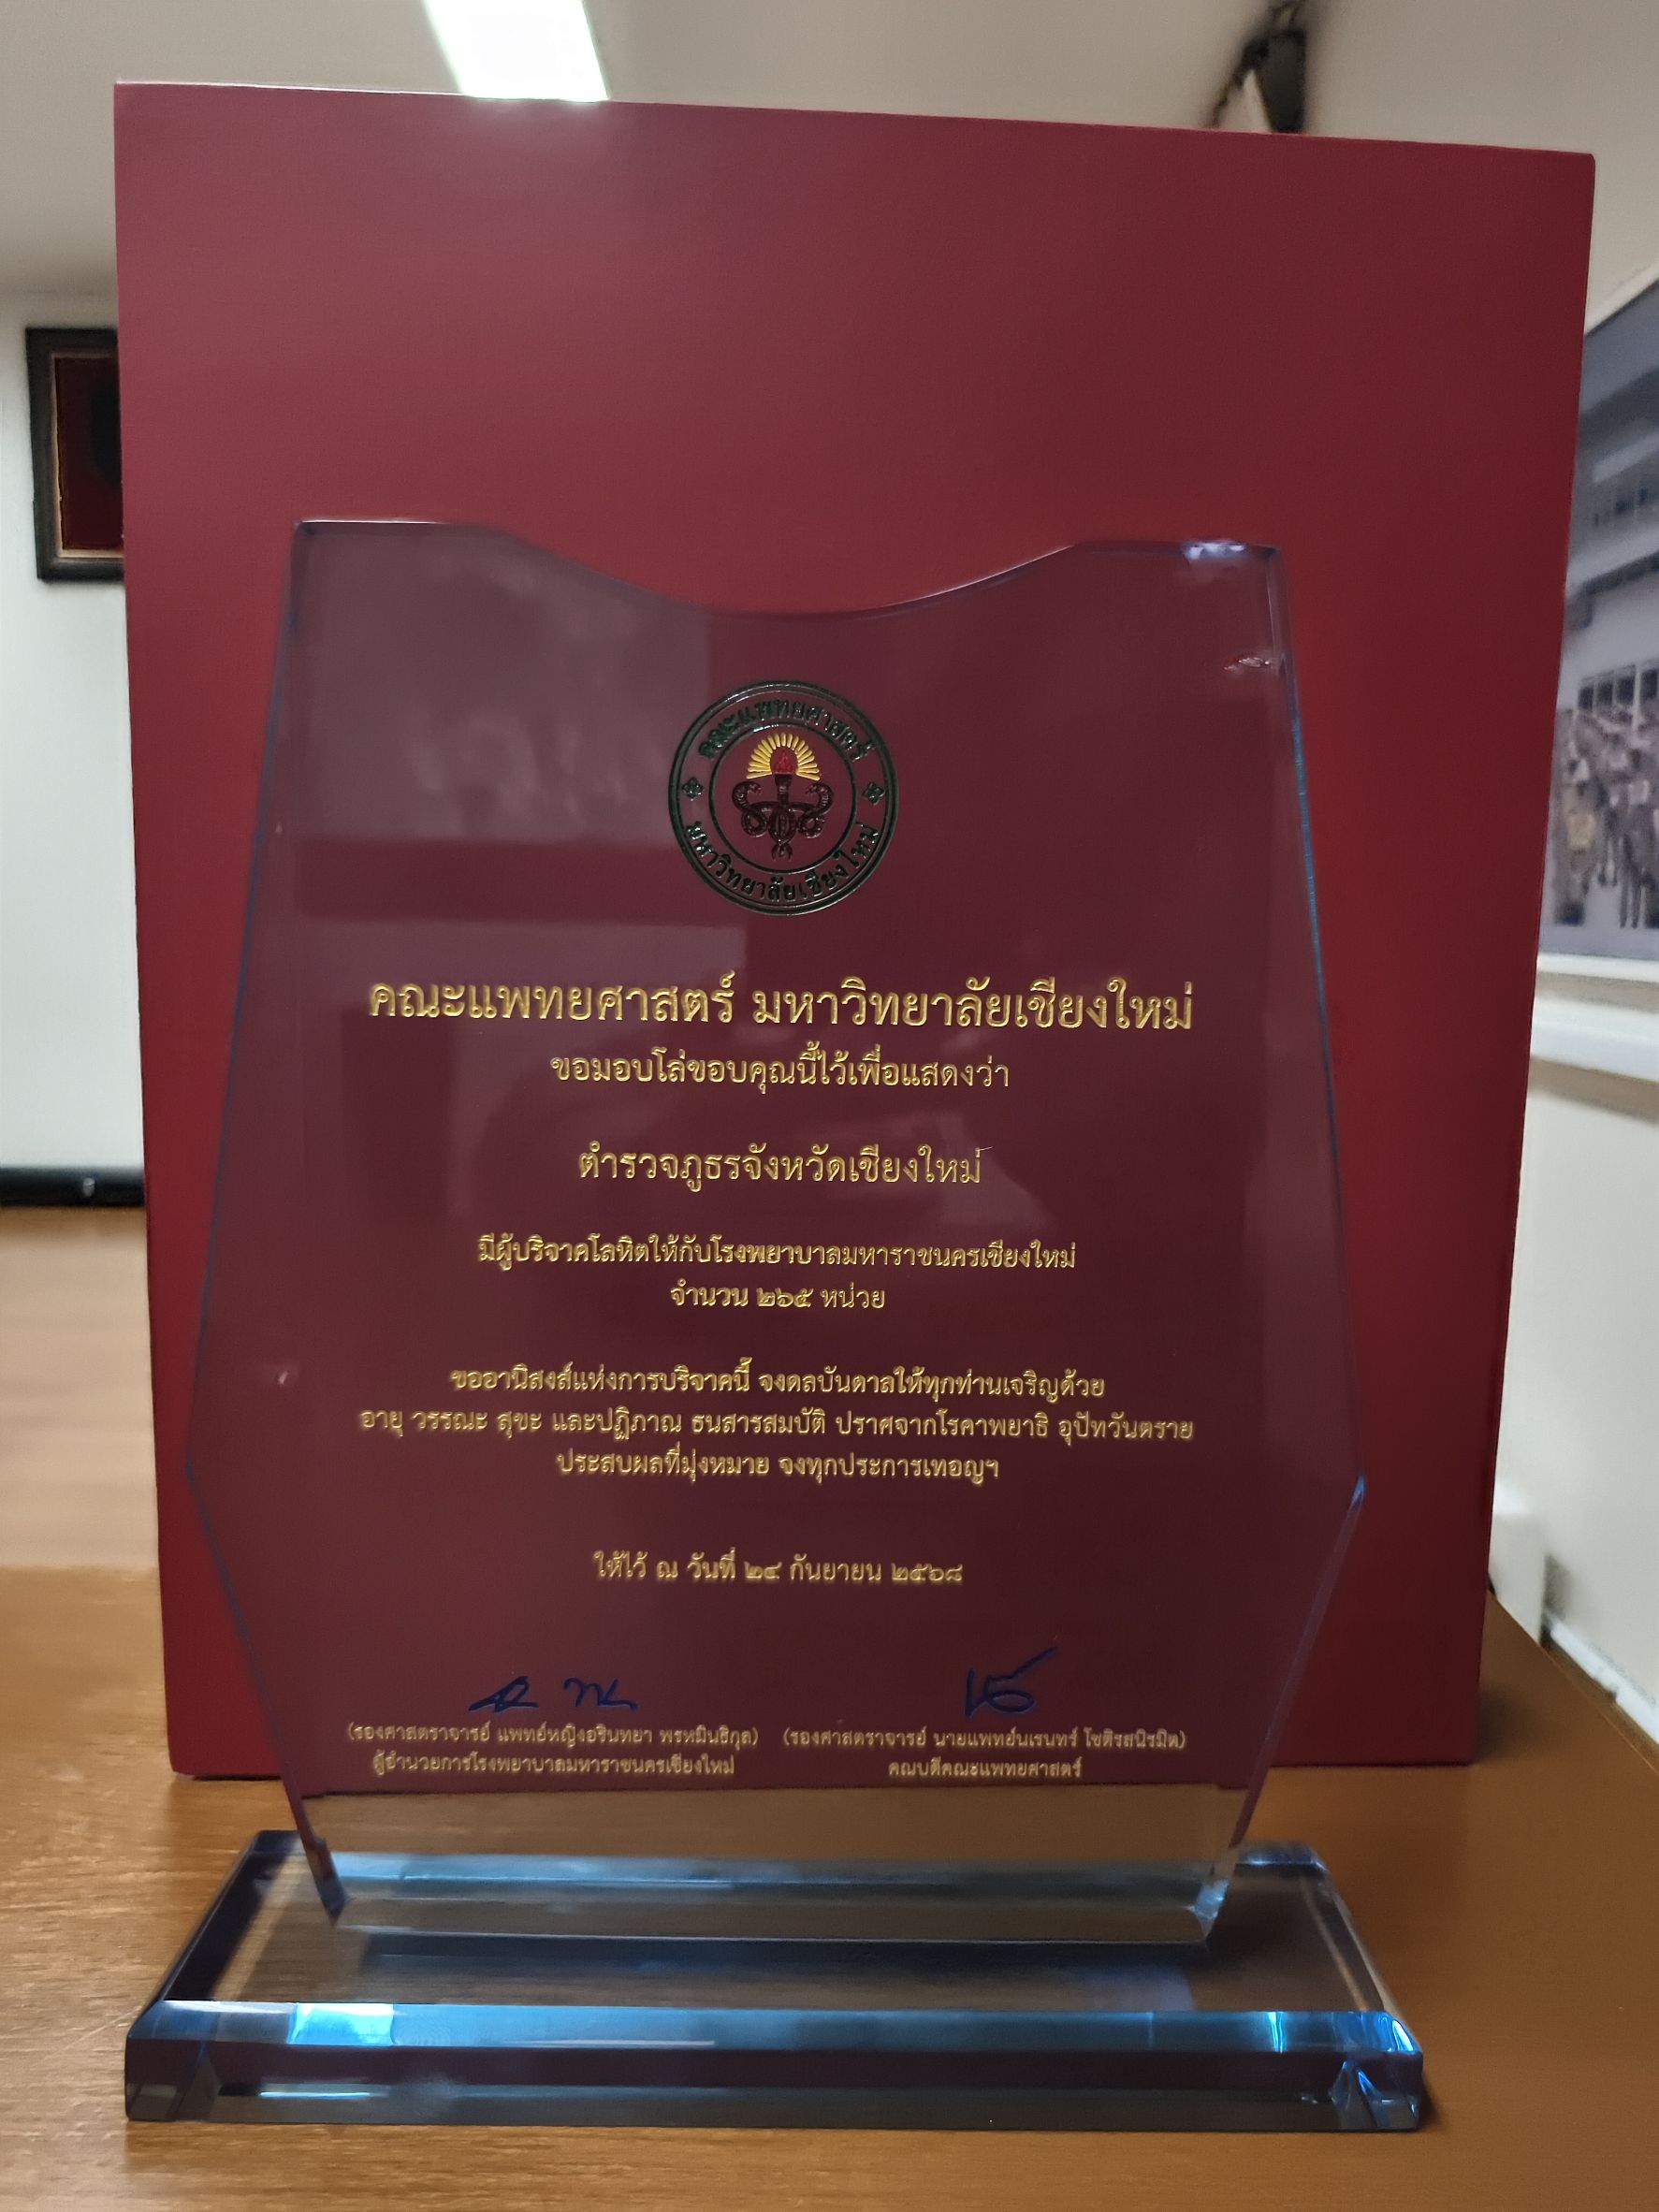 คณะแพทยศาสตร์
มหาวิทยาลัยเชียงใหม่
คณะแพทยศาสตร์ มหาวิทยาลัยเชียงใหม่
ขอมอบโล่ขอบคุณนี้ไว้เพื่อแสดงว่า
ตำรวจภูธรจังหวัดเชียงใหม่
มีผู้บริจาคโลหิตให้กับโรงพยาบาลมหาราชนครเชียงใหม่
จำนวน ๒๖๕ หน่วย
ขออานิสงส์แห่งการบริจาคนี้ จงดลบันดาลให้ทุกท่านเจริญด้วย
อายุ วรรณะ สุขะ และปฏิภาณ ธนสารสมบัติ ปราศจากโรคาพยาธิ อุปัทวันตราย
ประสบผลที่มุ่งหมาย จงทุกประการเทอญฯ
ให้ไว้ ณ วันที่ ๒๔ กันยายน ๒๕๖๘
(รองศาสตราจารย์ แพทย์หญิงอรินทยา พรหมินธิกุล) (รองศาสตราจารย์ นายแพทย์นเรนทร์ โชติรสนิรมิต)
ผู้อำนวยการโรงพยาบาลมหาราชนครเชียงใหม่ คณบดีคณะแพทยศาสตร์